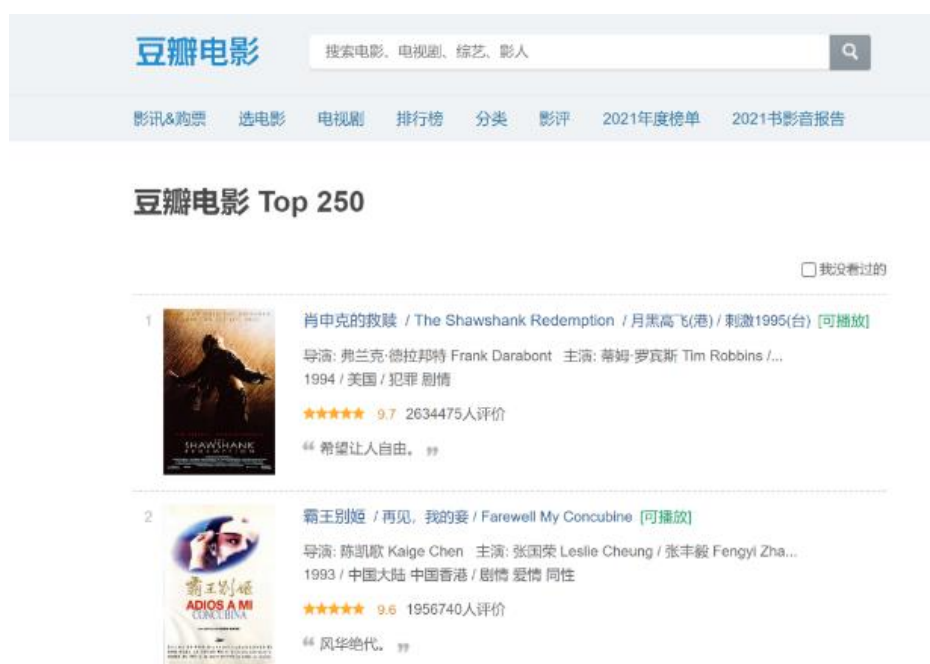 豆瓣电影
搜索电影、电视剧、综艺、影人
影讯&购票 选电影 电视剧 排行榜 分类 影评 2021年度榜单 2021书影音报告
豆瓣电影 Top 250
我没看过的
1
肖申克的救赎 / The Shawshank Redemption / 月黑高飞(港) / 刺激1995(台) [可播放]
导演: 弗兰克·德拉邦特 Frank Darabont 主演: 蒂姆·罗宾斯 Tim Robbins /...
1994 / 美国 / 犯罪 剧情
9.7 2634475人评价
“ 希望让人自由。 ”
SHAWSHANK
REDEMPTION
2
霸王别姬 / 再见，我的妾 / Farewell My Concubine [可播放]
导演: 陈凯歌 Kaige Chen 主演: 张国荣 Leslie Cheung / 张丰毅 Fengyi Zha...
1993 / 中国大陆 中国香港 / 剧情 爱情 同性
9.6 1956740人评价
“ 风华绝代。 ”
霸王别姬
ADIOS A MI
CONCUBINA